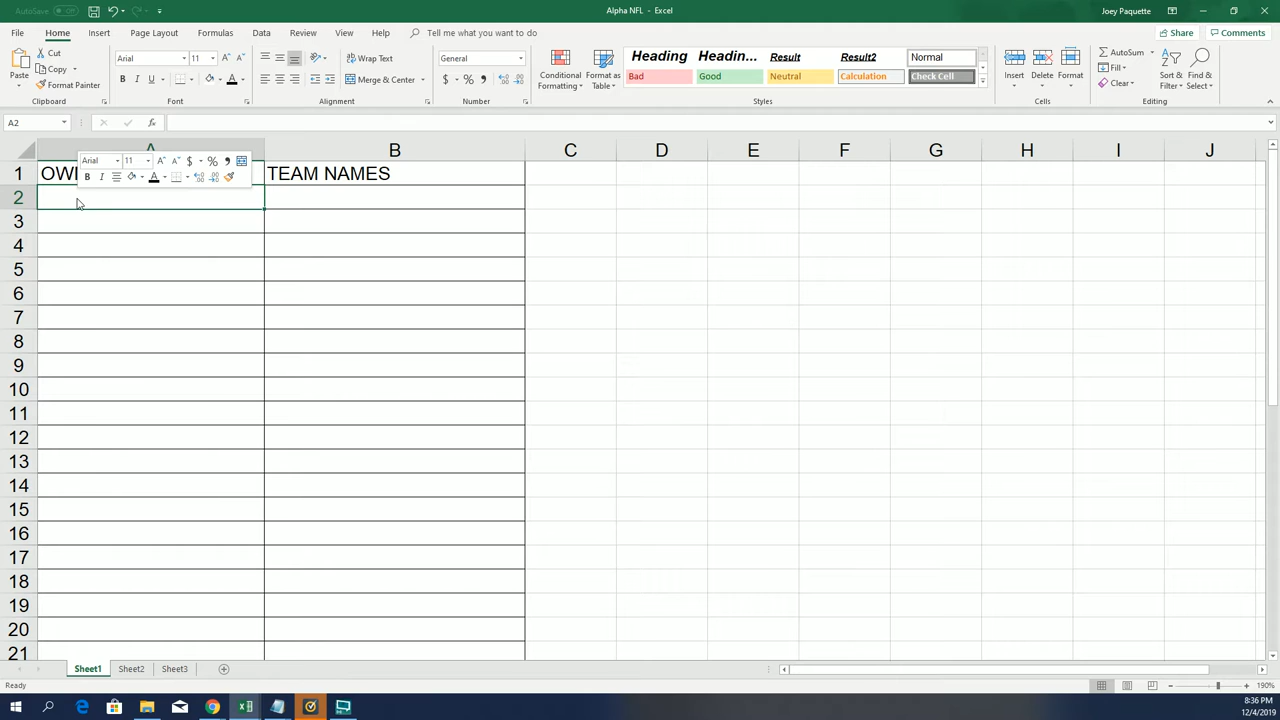 AutoSave Off Alpha NFL - Excel Joey Paquette
File Home Insert Page Layout Formulas Data Review View Help Tell me what you want to do Share Comments
Paste Cut Copy Format Painter Clipboard
Arial 11 A A B I U A Font
Wrap Text Merge & Center Alignment
General $ % , Number
Conditional Formatting Format as Table
Heading Headin... Result Result2 Normal
Bad Good Neutral Calculation Check Cell
Styles
Insert Delete Format Cells
AutoSum Fill Clear Sort & Filter Find & Select Editing
A2 fx
A B C D E F G H I J
Arial 11 A A $ % ,
B I A
1 OW TEAM NAMES
2
3
4
5
6
7
8
9
10
11
12
13
14
15
16
17
18
19
20
21
Sheet1 Sheet2 Sheet3
Ready 190%
8:36 PM
12/4/2019